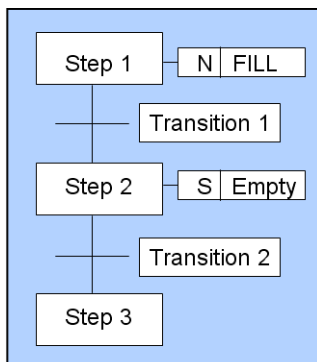 Step 1 N FILL
Transition 1
Step 2 S Empty
Transition 2
Step 3